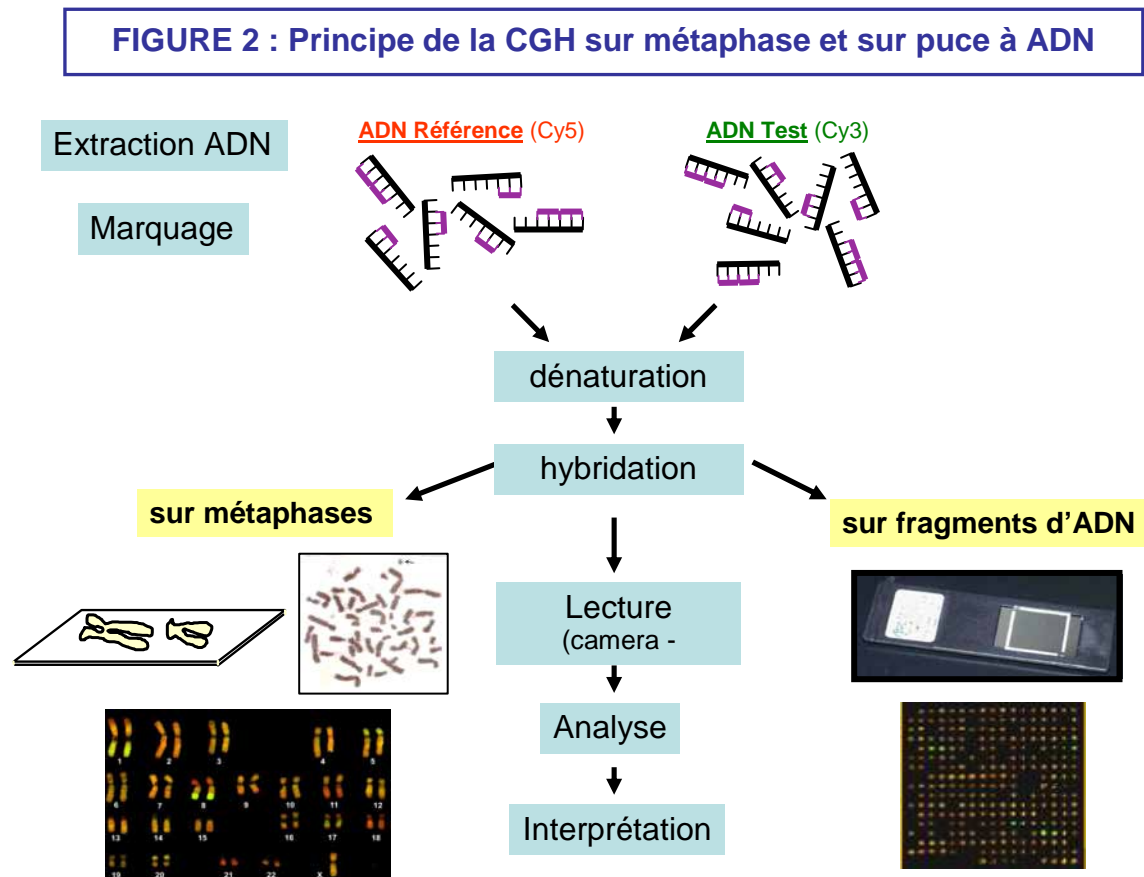 FIGURE 2 : Principe de la CGH sur métaphase et sur puce à ADN
Extraction ADN
Marquage
ADN Référence (Cy5)
ADN Test (Cy3)
dénaturation
hybridation
sur métaphases
sur fragments d'ADN
Lecture
(camera -
Analyse
Interprétation
1 2 3 4 5
6 7 8 9 10 11 12
13 14 15 16 17 18
19 20 21 22 X